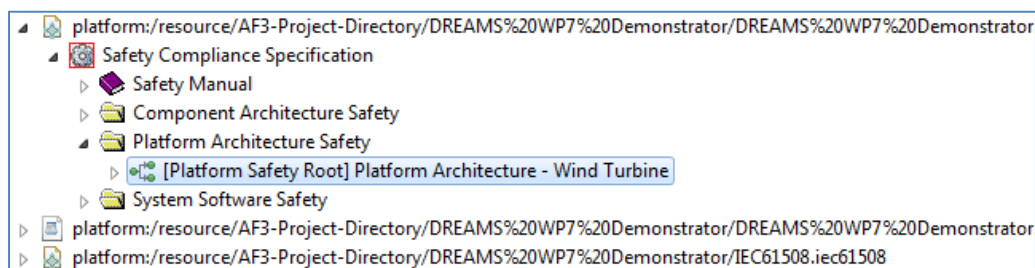 platform:/resource/AF3-Project-Directory/DREAMS%20WP7%20Demonstrator/DREAMS%20WP7%20Demonstrator
Safety Compliance Specification
Safety Manual
Component Architecture Safety
Platform Architecture Safety
[Platform Safety Root] Platform Architecture - Wind Turbine
System Software Safety
platform:/resource/AF3-Project-Directory/DREAMS%20WP7%20Demonstrator/DREAMS%20WP7%20Demonstrator
platform:/resource/AF3-Project-Directory/DREAMS%20WP7%20Demonstrator/IEC61508.iec61508